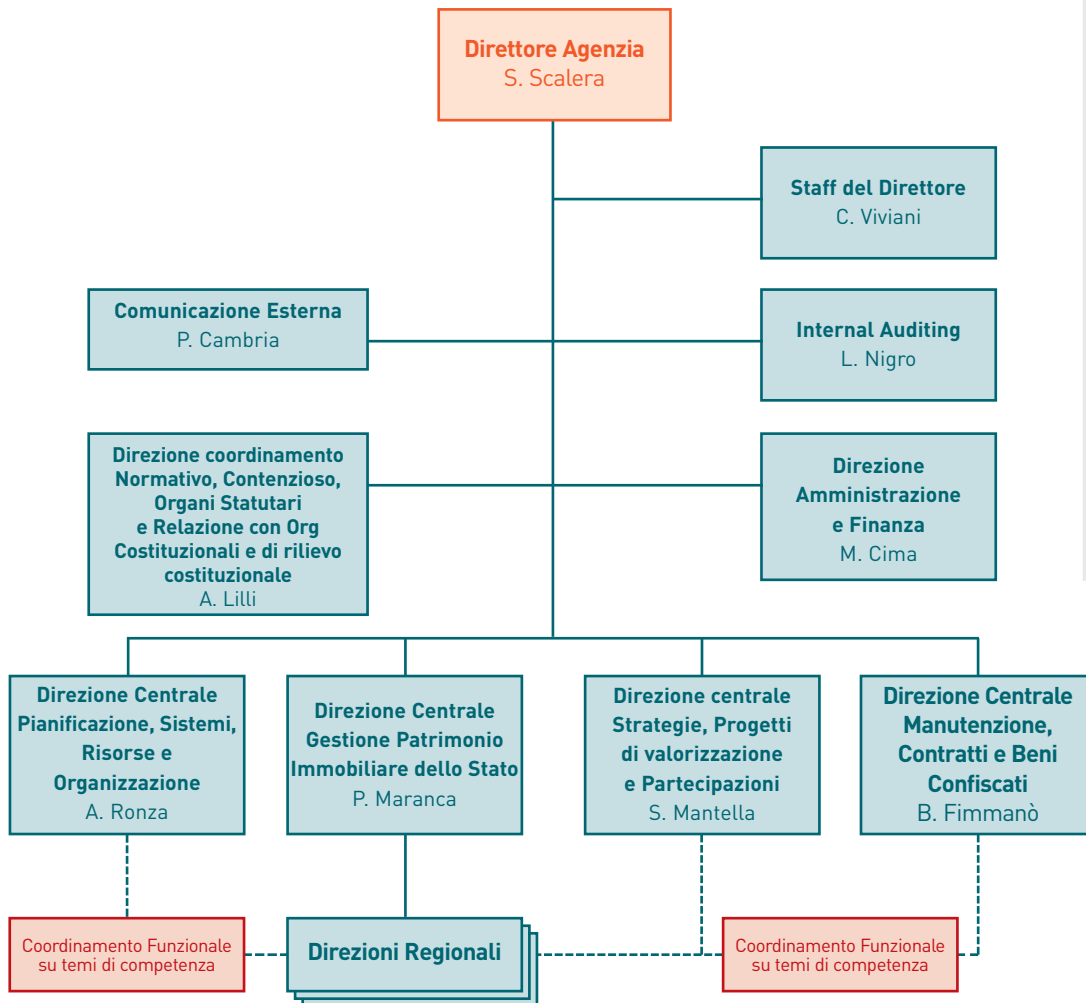 Direttore Agenzia
S. Scalera
Staff del Direttore
C. Viviani
Comunicazione Esterna
P. Cambria
Internal Auditing
L. Nigro
Direzione coordinamento
Normativo, Contenzioso,
Organi Statutari
e Relazione con Org
Costituzionali e di rilievo
costituzionale
A. Lilli
Direzione
Amministrazione
e Finanza
M. Cima
Direzione Centrale
Pianificazione, Sistemi,
Risorse e
Organizzazione
A. Ronza
Direzione Centrale
Gestione Patrimonio
Immobiliare dello Stato
P. Maranca
Direzione centrale
Strategie, Progetti
di valorizzazione
e Partecipazioni
S. Mantella
Direzione Centrale
Manutenzione,
Contratti e Beni
Confiscati
B. Fimmanò
Coordinamento Funzionale
su temi di competenza
Direzioni Regionali
Coordinamento Funzionale
su temi di competenza